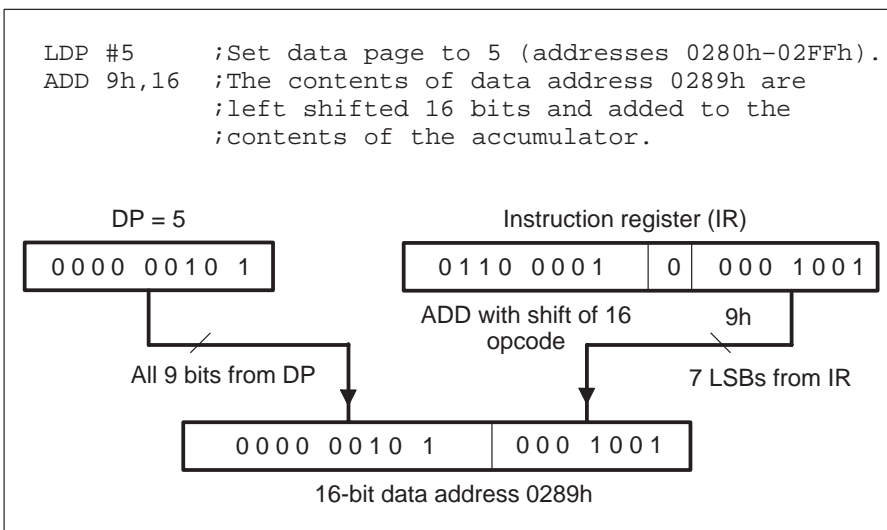 LDP #5 ;Set data page to 5 (addresses 0280h–02FFh).
ADD 9h,16 ;The contents of data address 0289h are
;left shifted 16 bits and added to the
;contents of the accumulator.
DP = 5
Instruction register (IR)
0000 0010 1
0110 0001 0 000 1001
ADD with shift of 16
opcode
9h
All 9 bits from DP
7 LSBs from IR
0000 0010 1 000 1001
16-bit data address 0289h